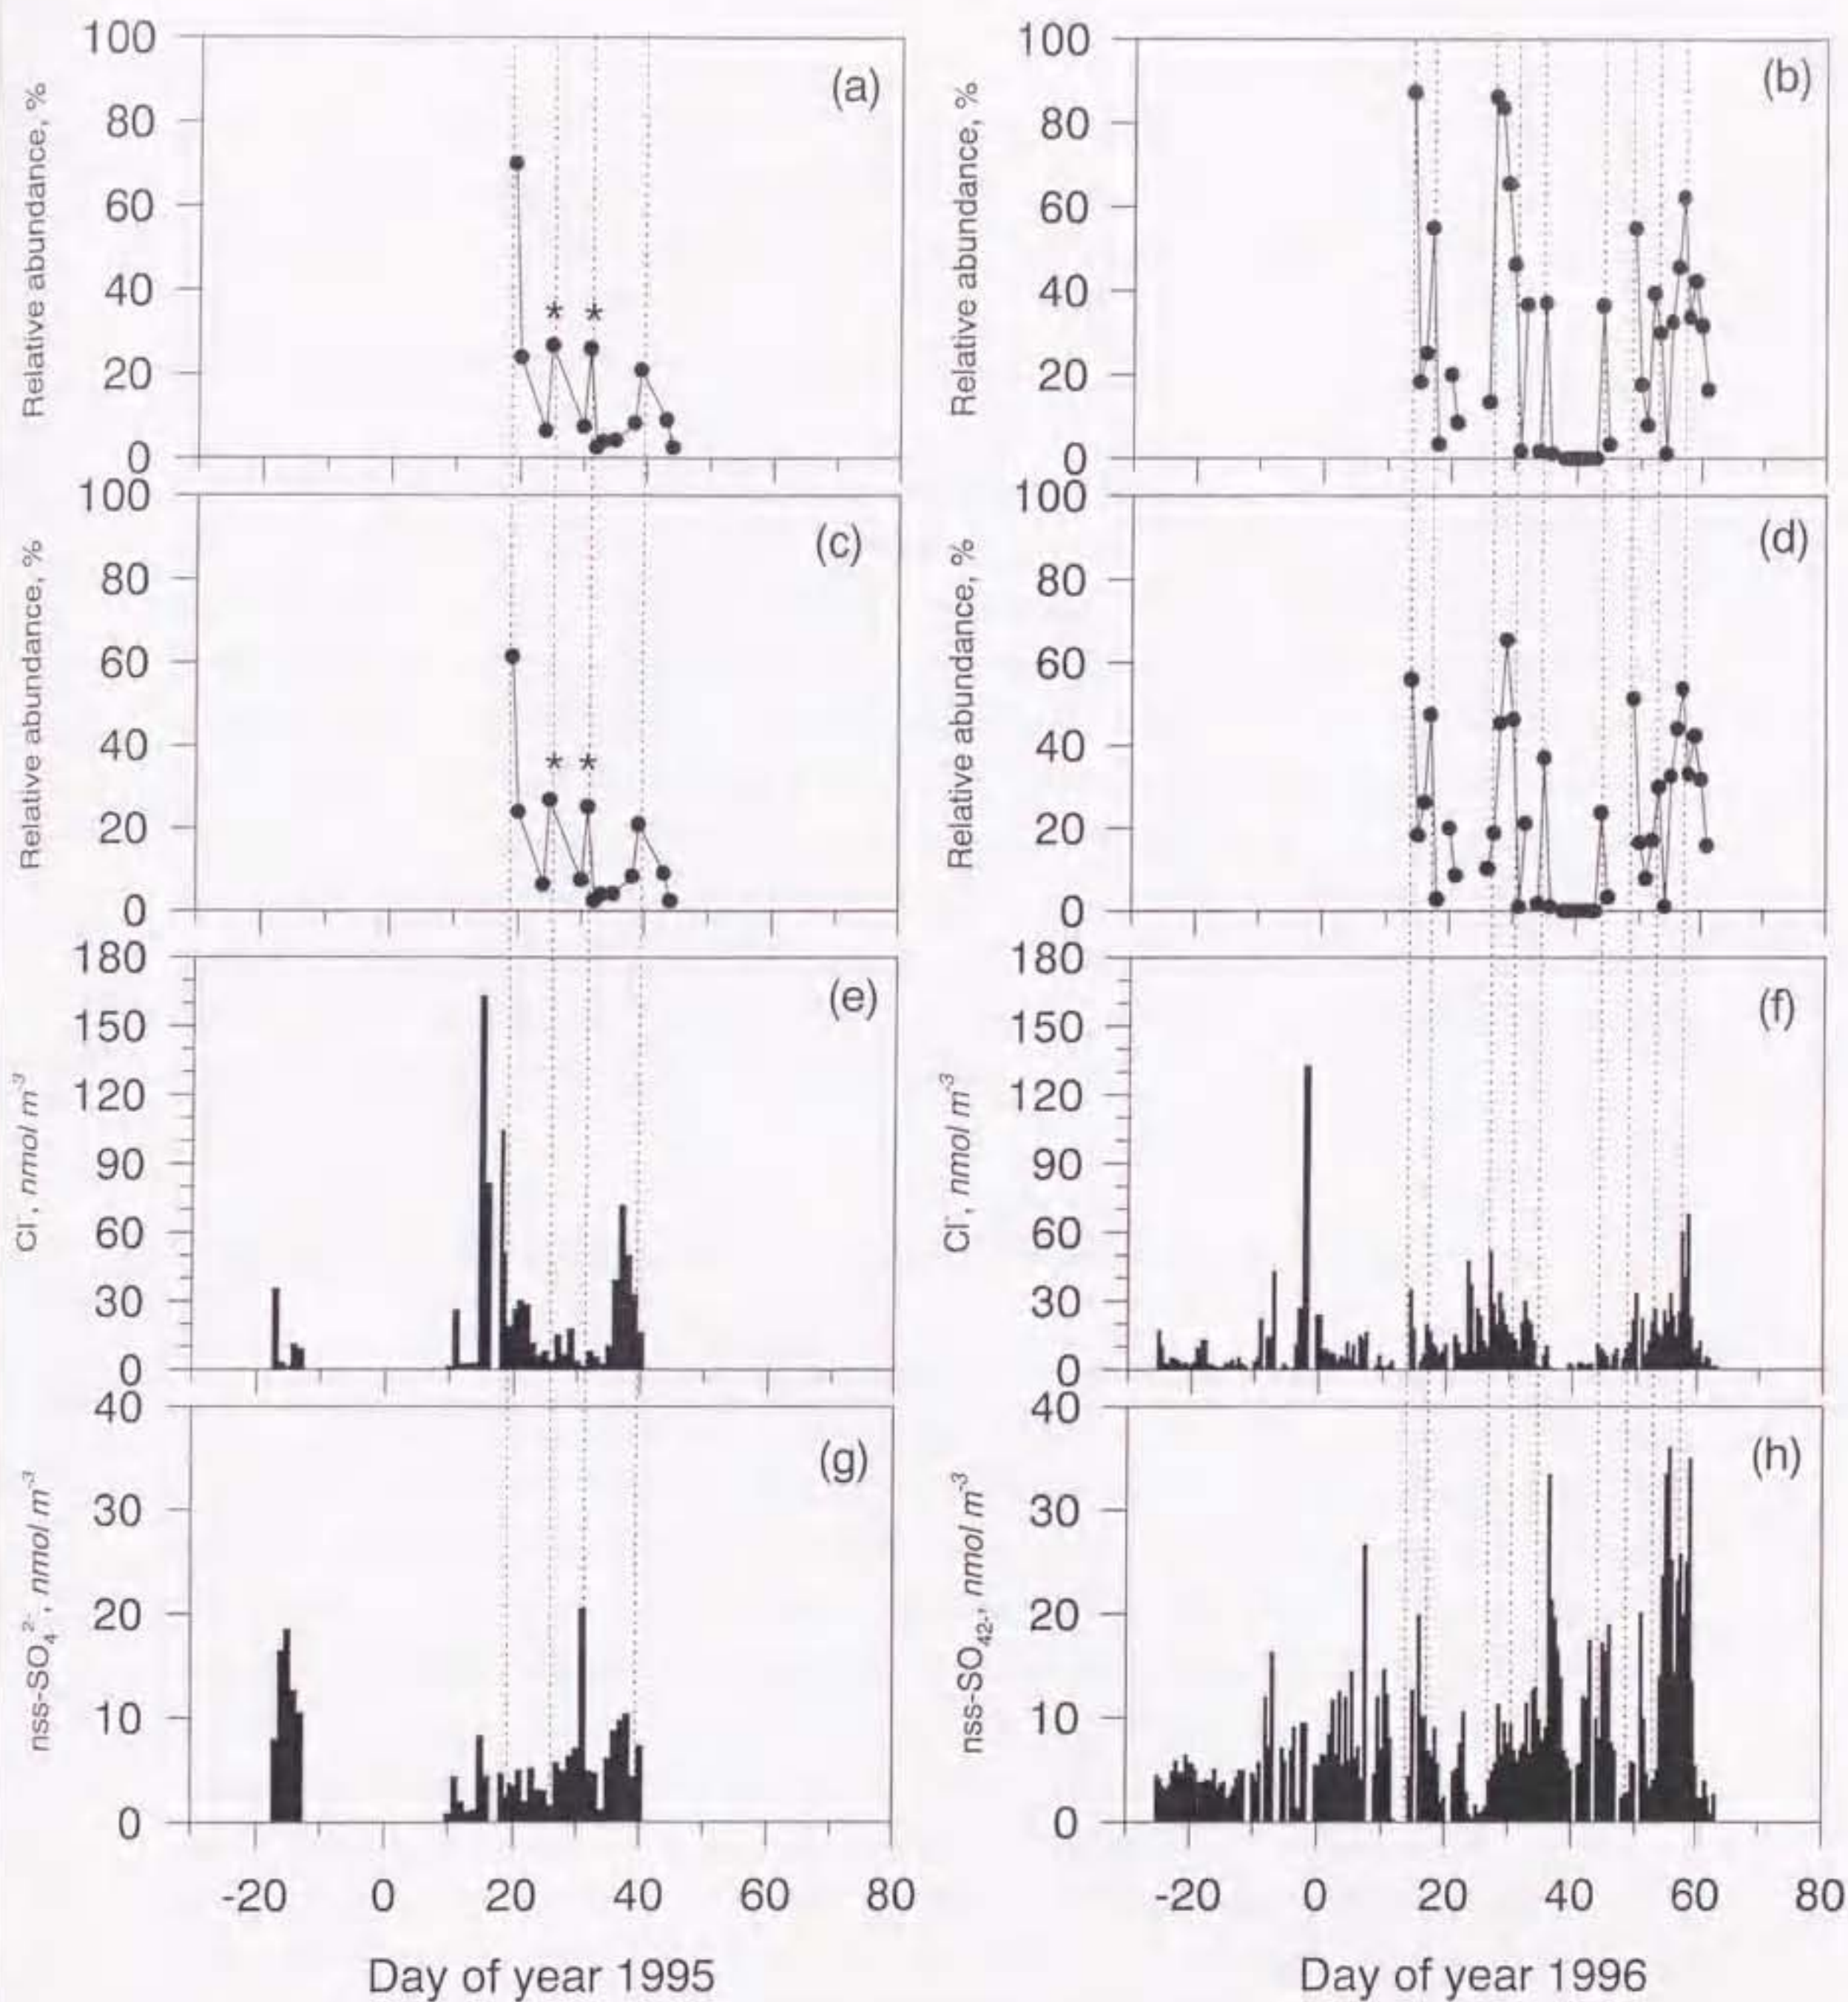 100
80
60
40
20
0
Relative abundance, %
(a)
*
*
100
80
60
40
20
0
Relative abundance, %
(b)
100
80
60
40
20
0
Relative abundance, %
(c)
*
*
100
80
60
40
20
0
Relative abundance, %
(d)
180
150
120
90
60
30
0
Cl⁻, nmol m⁻³
(e)
180
150
120
90
60
30
0
Cl⁻, nmol m⁻³
(f)
40
30
20
10
0
nss-SO₄²⁻, nmol m⁻³
(g)
-20 0 20 40 60 80
Day of year 1995
40
30
20
10
0
nss-SO₄₂₋, nmol m⁻³
(h)
-20 0 20 40 60 80
Day of year 1996